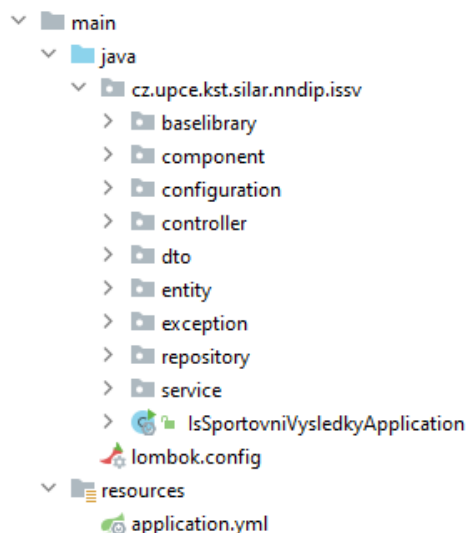 main
java
cz.upce.kst.silar.nndip.issv
baselibrary
component
configuration
controller
dto
entity
exception
repository
service
IsSportovniVysledkyApplication
lombok.config
resources
application.yml